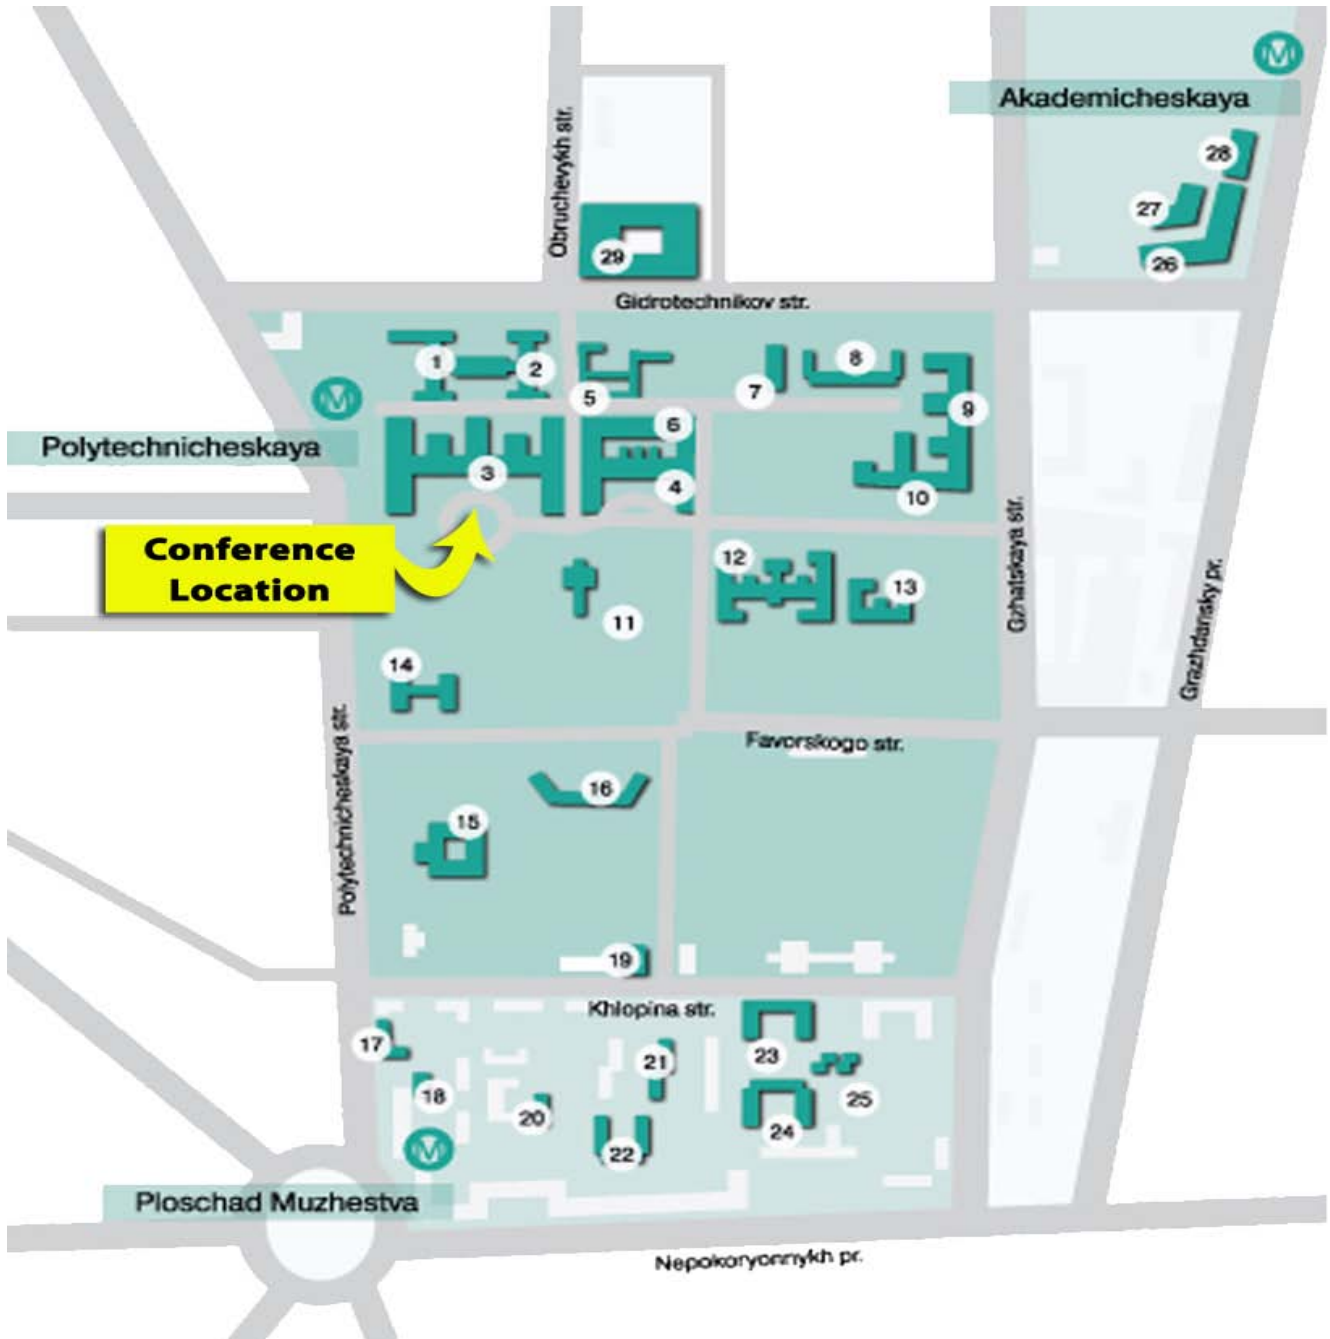 Akademicheskaya
Obruchevykh str.
28
27
26
29
Gidrotechnikov str.
1
2
5
7
8
9
Polytechnicheskaya
3
6
4
10
Gzhatskaya str.
Grazhdansky pr.
Conference
Location
11
12
13
14
Polytechnicheskaya str.
Favorskogo str.
16
15
19
Khlopina str.
17
18
20
21
22
23
24
25
Ploschad Muzhestva
Nepokoryonnykh pr.